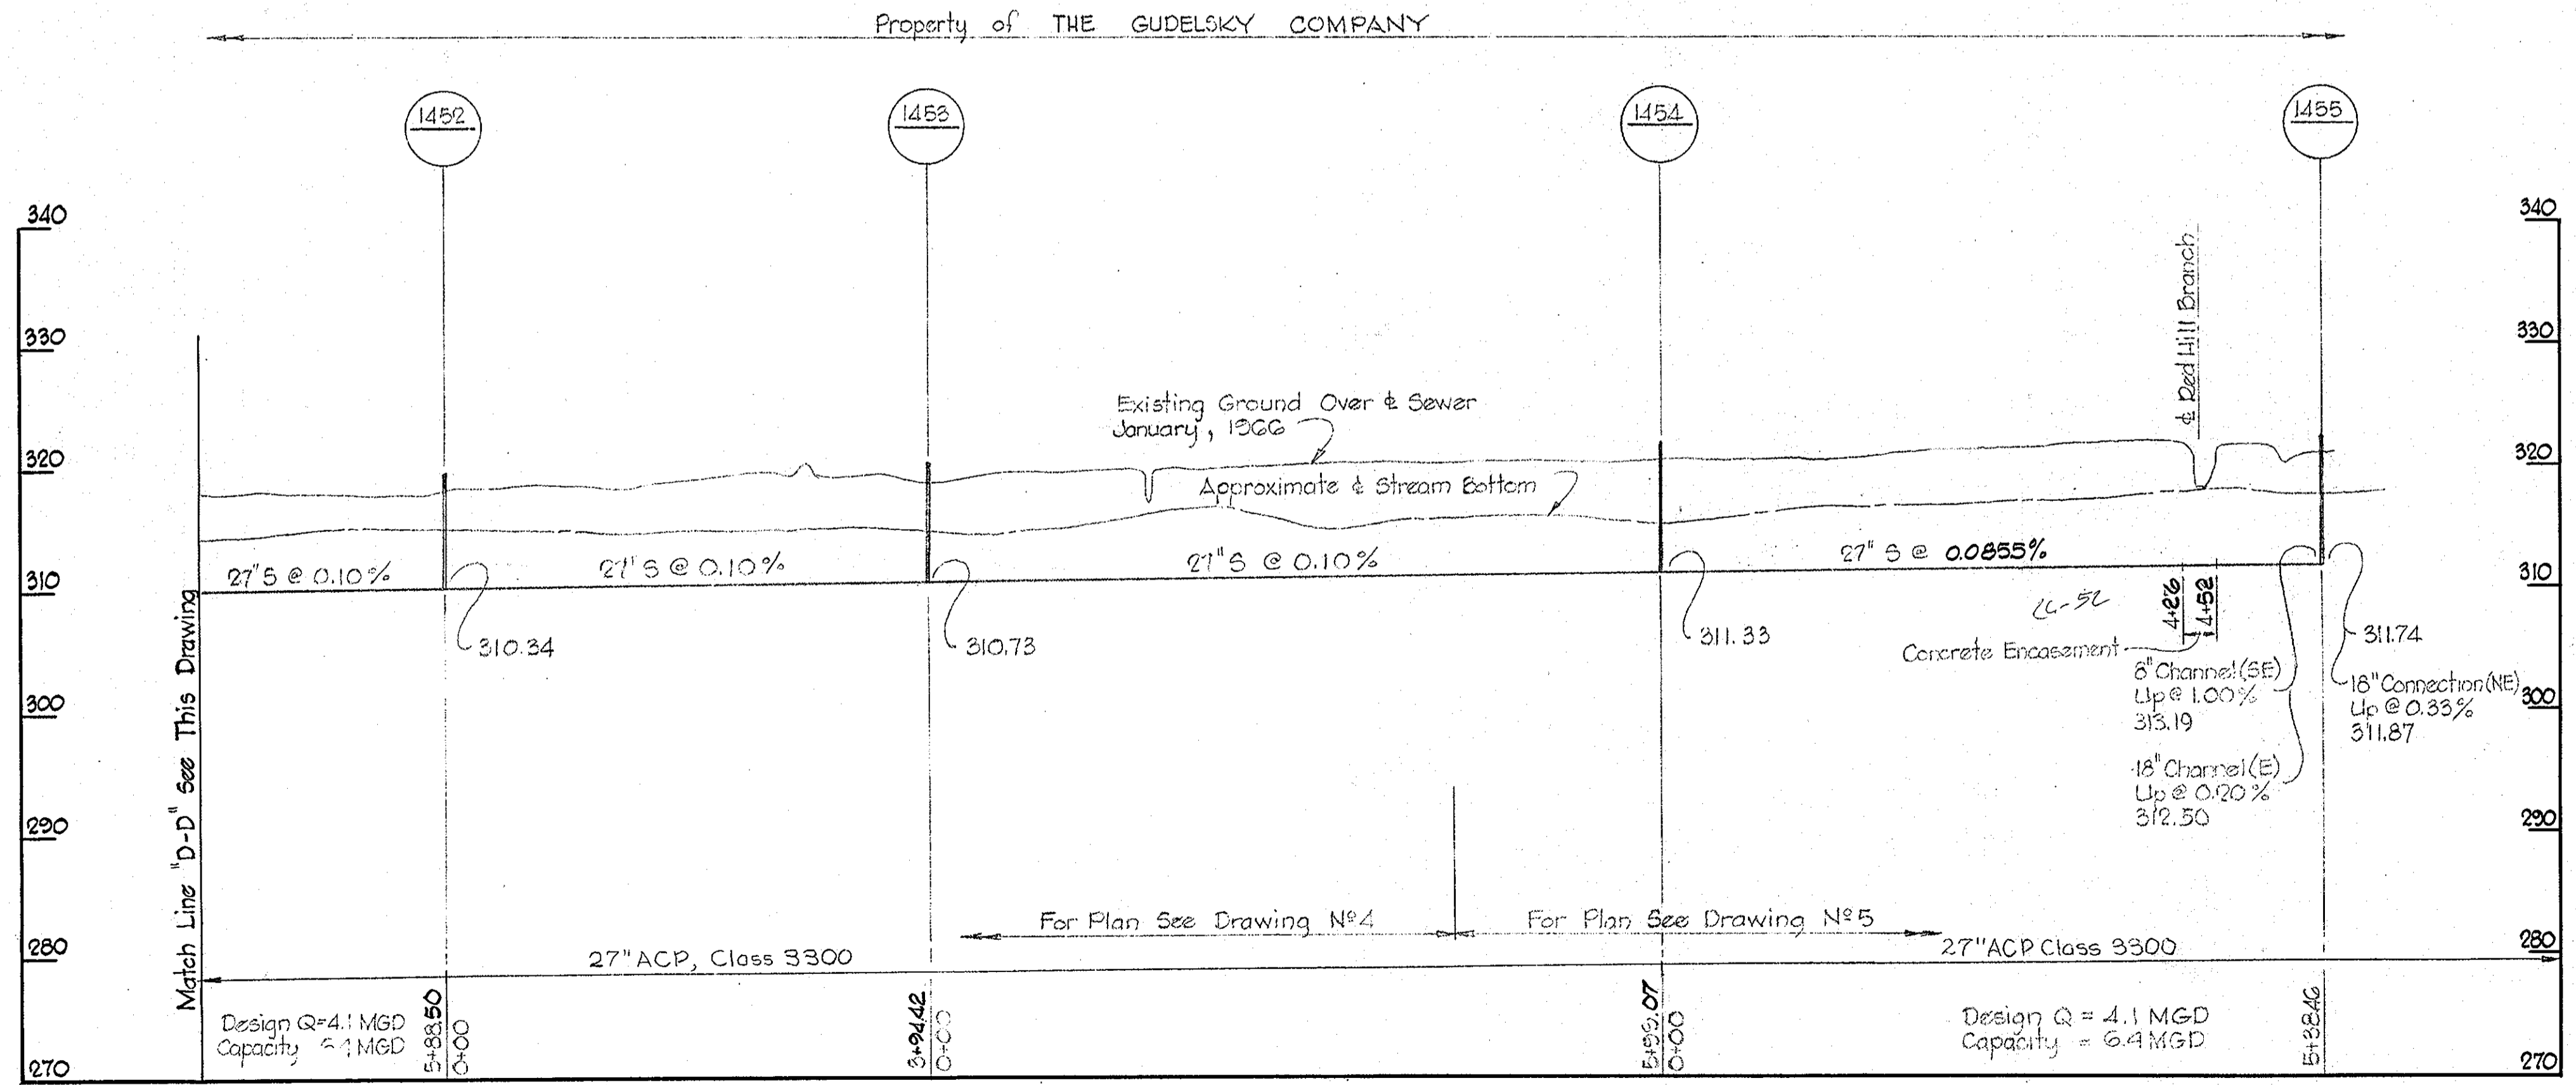 Property of THE GUDELSKY COMPANY
1452
1453
1454
1455
340
340
330
330
℄ Red Hill Branch
Existing Ground Over ℄ Sewer
January, 1966
320
320
Approximate ℄ Stream Bottom
27" S @ 0.10%
27" S @ 0.10%
27" S @ 0.10%
27" S @ 0.0855%
310
310
4+26
4+52
310.34
310.73
311.33
311.74
Concrete Encasement
8" Channel (SE)
Up @ 1.00%
313.19
18" Connection (NE)
Up @ 0.33%
311.87
300
300
18" Channel (E)
Up @ 0.20%
312.50
290
290
Match Line "D-D" See This Drawing
For Plan See Drawing Nº4
For Plan See Drawing Nº5
280
280
27" ACP, Class 3300
27" ACP Class 3300
Design Q=4.1 MGD
Capacity MGD
5+88.50
0+00
3+94.42
0+00
5+99.07
0+00
Design Q = 4.1 MGD
Capacity = 6.4 MGD
5+38.46
270
270